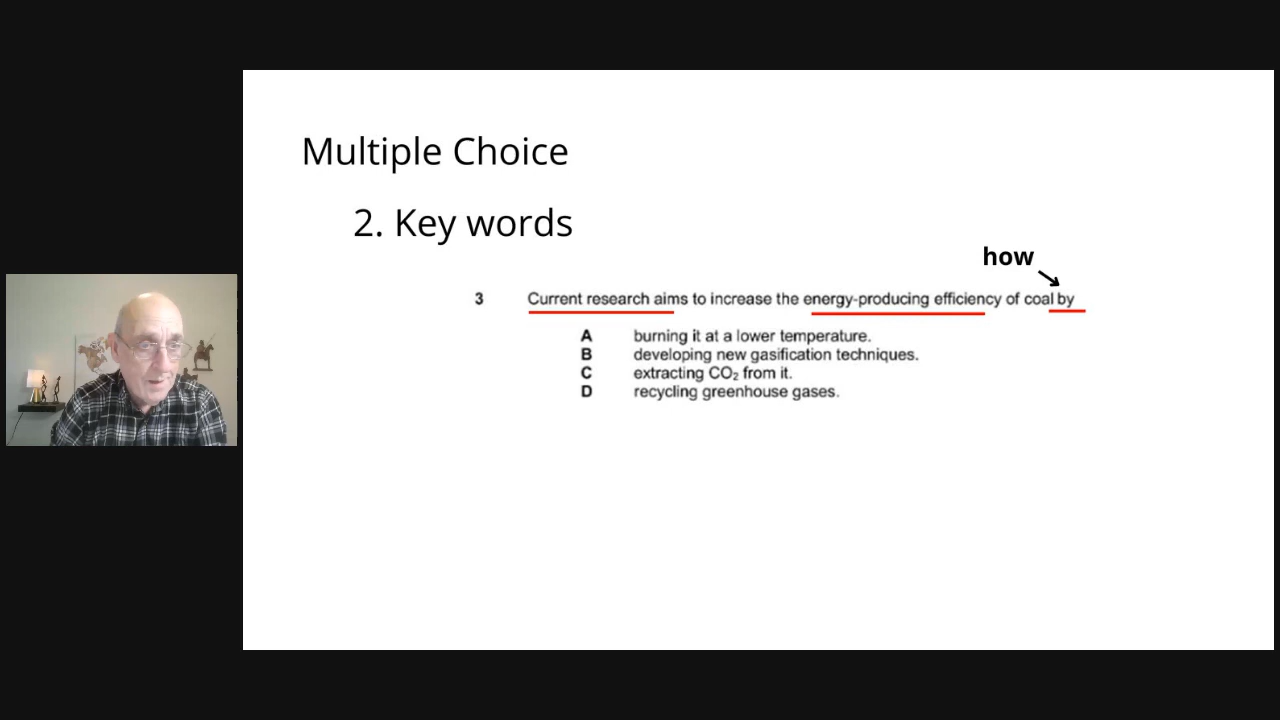 Multiple Choice
2. Key words
how
3 Current research aims to increase the energy-producing efficiency of coal by
A burning it at a lower temperature.
B developing new gasification techniques.
C extracting CO₂ from it.
D recycling greenhouse gases.